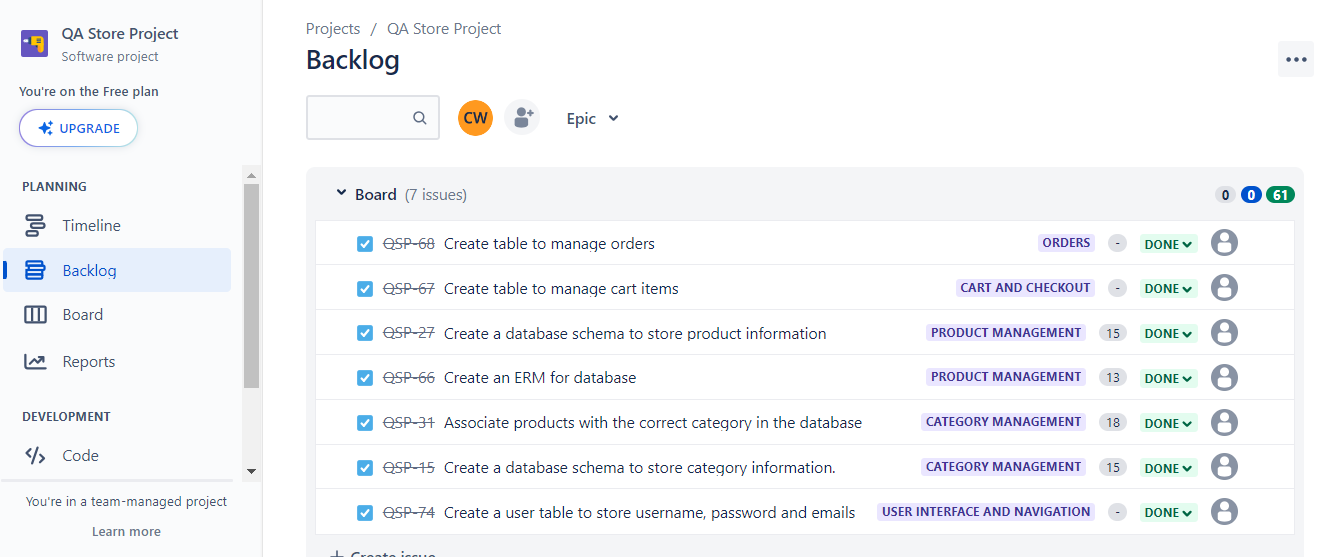 QA Store Project
Software project
You're on the Free plan
UPGRADE
PLANNING
Timeline
Backlog
Board
Reports
DEVELOPMENT
Code
You're in a team-managed project
Learn more
Projects / QA Store Project
Backlog
CW Epic
Board (7 issues) 0 0 61
QSP-68 Create table to manage orders ORDERS - DONE
QSP-67 Create table to manage cart items CART AND CHECKOUT - DONE
QSP-27 Create a database schema to store product information PRODUCT MANAGEMENT 15 DONE
QSP-66 Create an ERM for database PRODUCT MANAGEMENT 13 DONE
QSP-31 Associate products with the correct category in the database CATEGORY MANAGEMENT 18 DONE
QSP-15 Create a database schema to store category information. CATEGORY MANAGEMENT 15 DONE
QSP-74 Create a user table to store username, password and emails USER INTERFACE AND NAVIGATION - DONE
+ Create issue